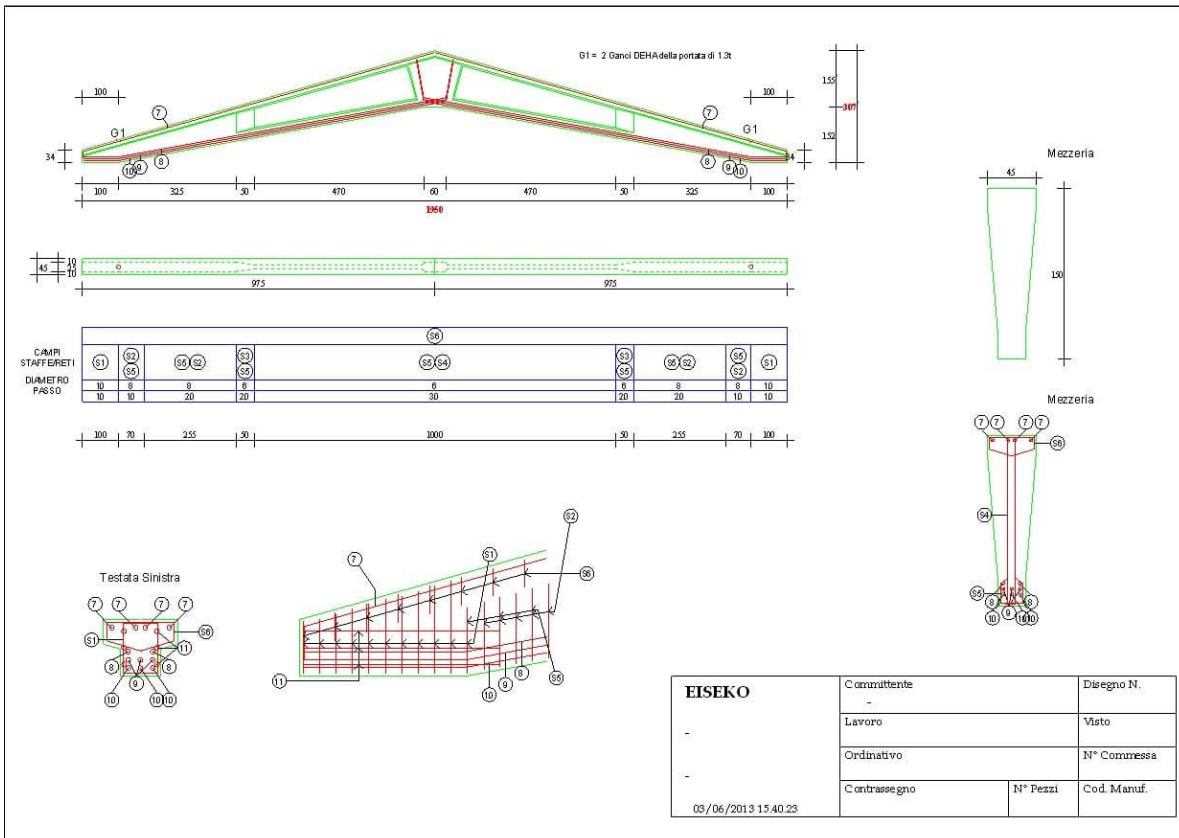 G1 = 2 Ganci DEHA della portata di 1.3t
100
100
7
7
G1
G1
155
307
152
34
34
10
9
8
8
9
10
100
325
50
470
60
470
50
325
100
1950
Mezzeria
45
150
45
10
25
10
975
975
CAMPI
STAFFE/RETI
DIAMETRO
PASSO
S6
S1
S2
S5
S5 S2
S3
S5
S5 S4
S3
S5
S5 S2
S5
S2
S1
10 8 8 6 6 6 8 8 10
10 10 20 20 30 20 20 10 10
100 70 255 50 1000 50 255 70 100
Mezzeria
7 7 7 7
S6
S4
S5
8
8
9
10
10 10
Testata Sinistra
7 7 7 7
S1
S6
11
8
8
9
10
10 10
7
S1
S2
S6
S5
11
10
9
8
EISEKO
-
-
03/06/2013 15.40.23
Committente
-
Disegno N.
Lavoro
Visto
Ordinativo
N° Commessa
Contrassegno
N° Pezzi
Cod. Manuf.